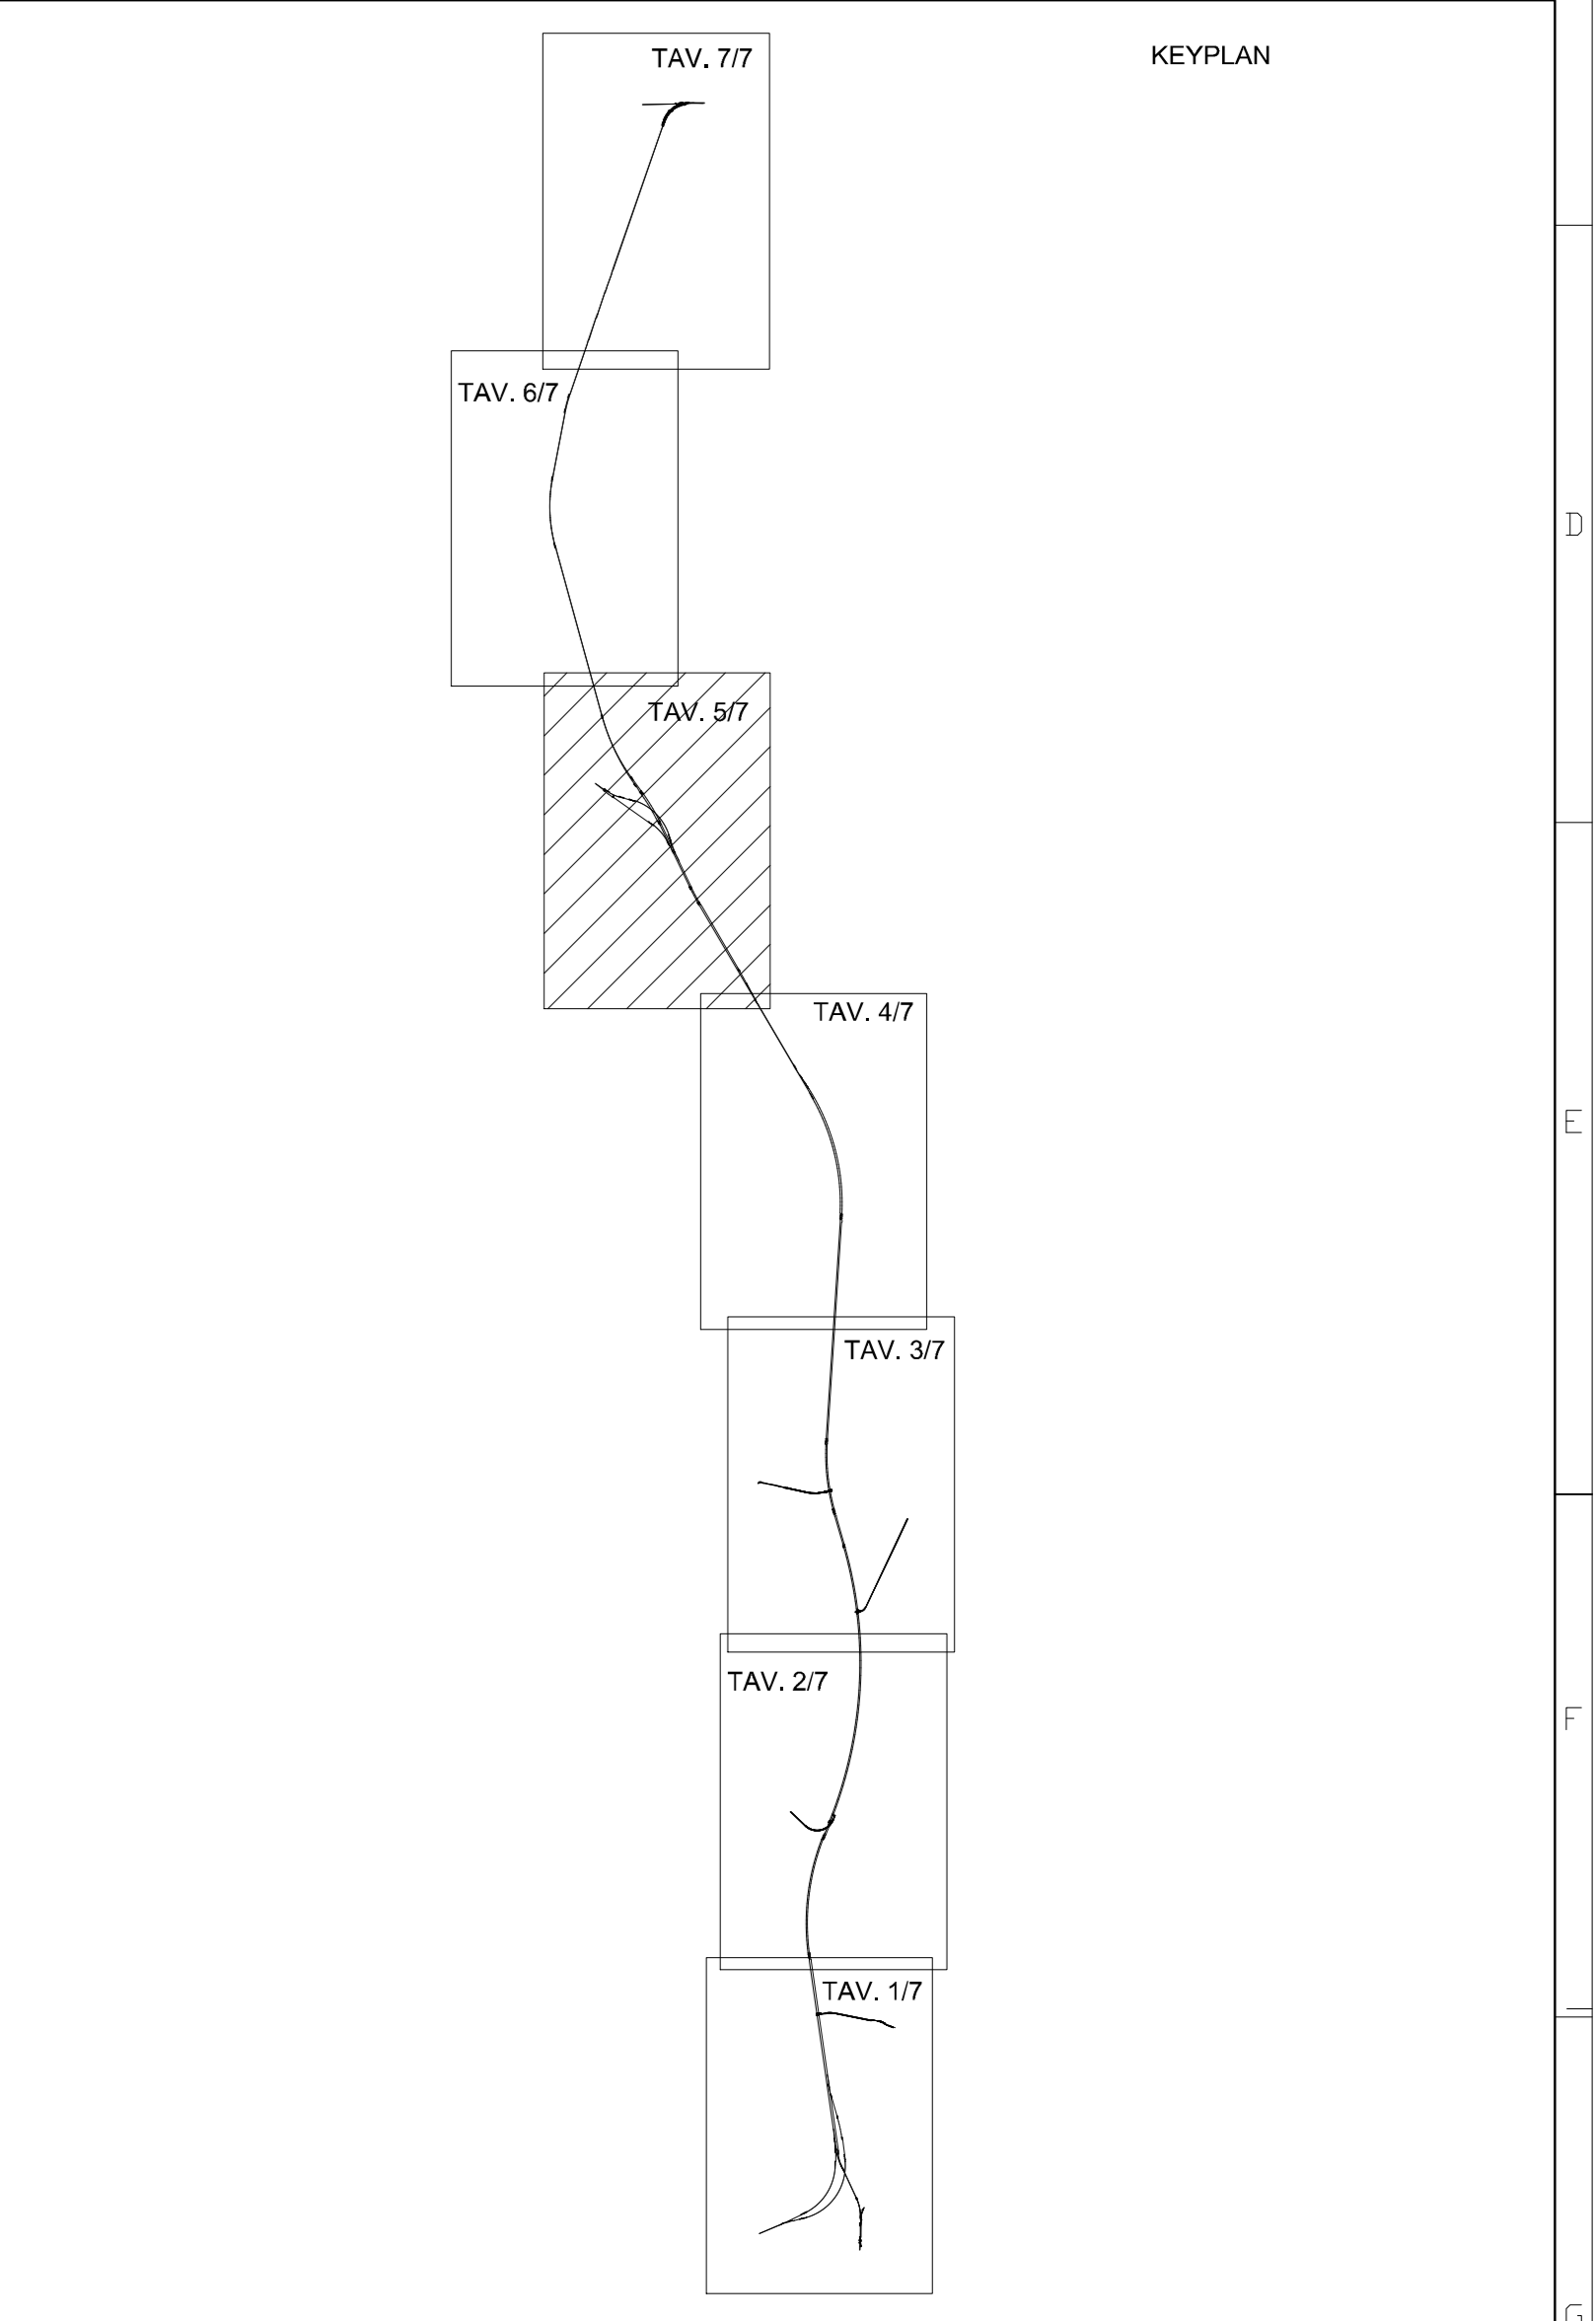 KEYPLAN
TAV. 7/7
TAV. 6/7
D
TAV. 5/7
TAV. 4/7
E
TAV. 3/7
TAV. 2/7
F
TAV. 1/7
G